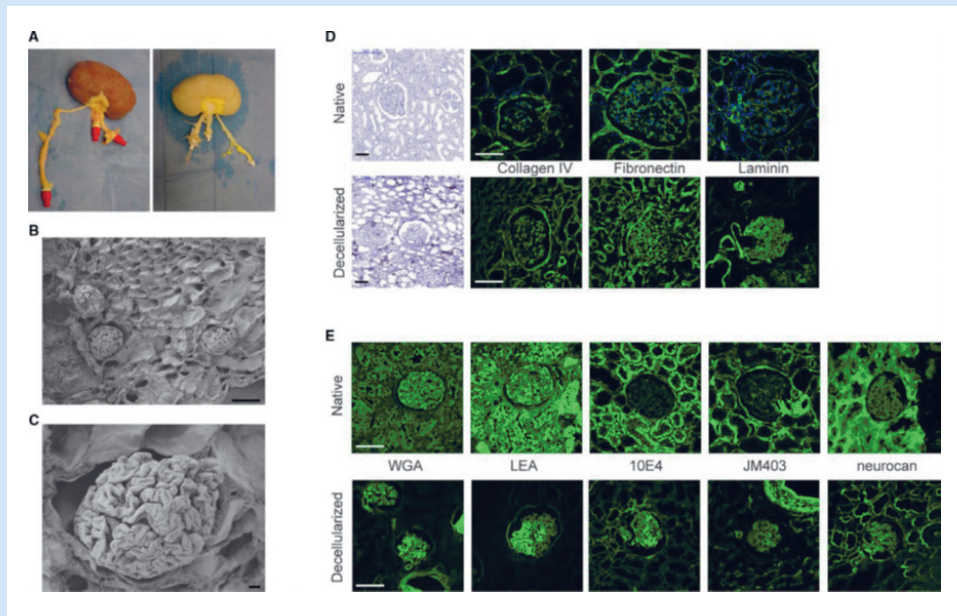 A
B
C
D
Native
Collagen IV Fibronectin Laminin
Decellularized
E
Native
WGA LEA 10E4 JM403 neurocan
Decellularized